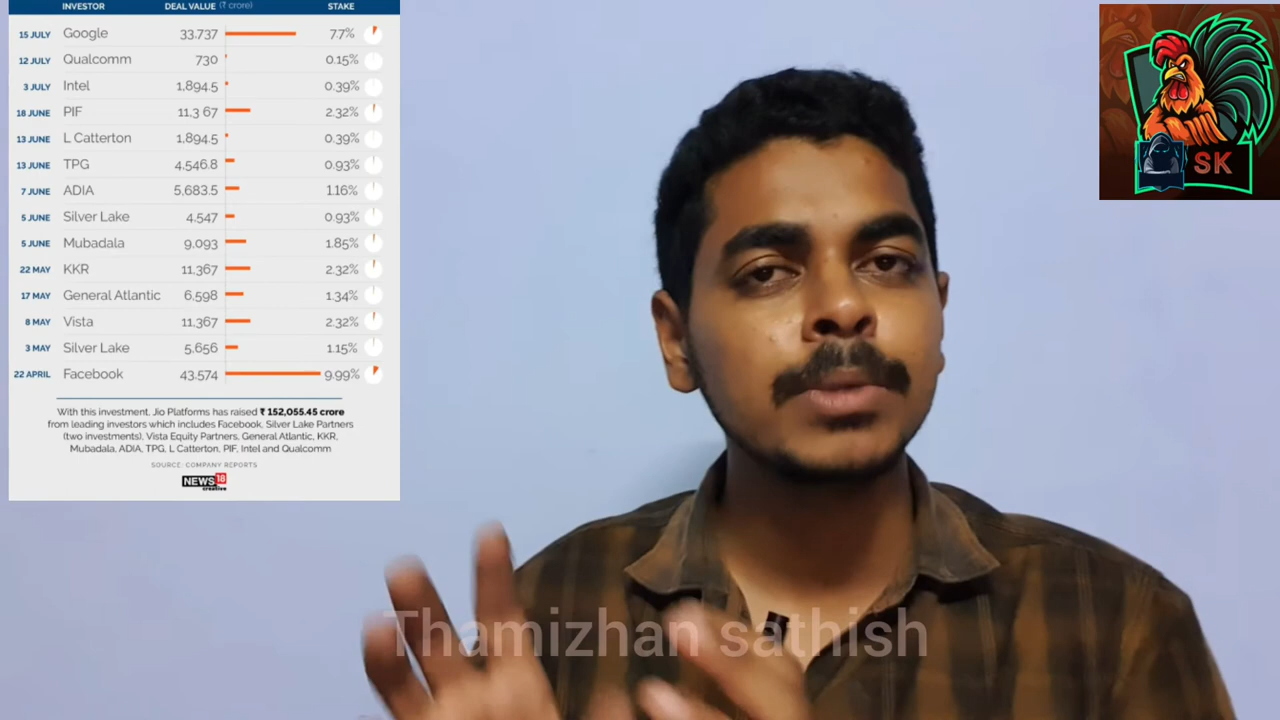 INVESTOR DEAL VALUE (₹ crore) STAKE
15 JULY Google 33.737 7.7%
12 JULY Qualcomm 730 0.15%
3 JULY Intel 1,894.5 0.39%
18 JUNE PIF 11,3 67 2.32%
13 JUNE L Catterton 1,894.5 0.39%
13 JUNE TPG 4,546.8 0.93%
7 JUNE ADIA 5,683.5 1.16%
5 JUNE Silver Lake 4.547 0.93%
5 JUNE Mubadala 9.093 1.85%
22 MAY KKR 11,367 2.32%
17 MAY General Atlantic 6,598 1.34%
8 MAY Vista 11,367 2.32%
3 MAY Silver Lake 5,656 1.15%
22 APRIL Facebook 43.574 9.99%
With this investment, Jio Platforms has raised ₹ 152,055.45 crore
from leading investors which includes Facebook, Silver Lake Partners
(two investments), Vista Equity Partners, General Atlantic, KKR,
Mubadala, ADIA, TPG, L Catterton, PIF, Intel and Qualcomm
SOURCE: COMPANY REPORTS
NEWS18
creative
SK
Thamizhan sathish